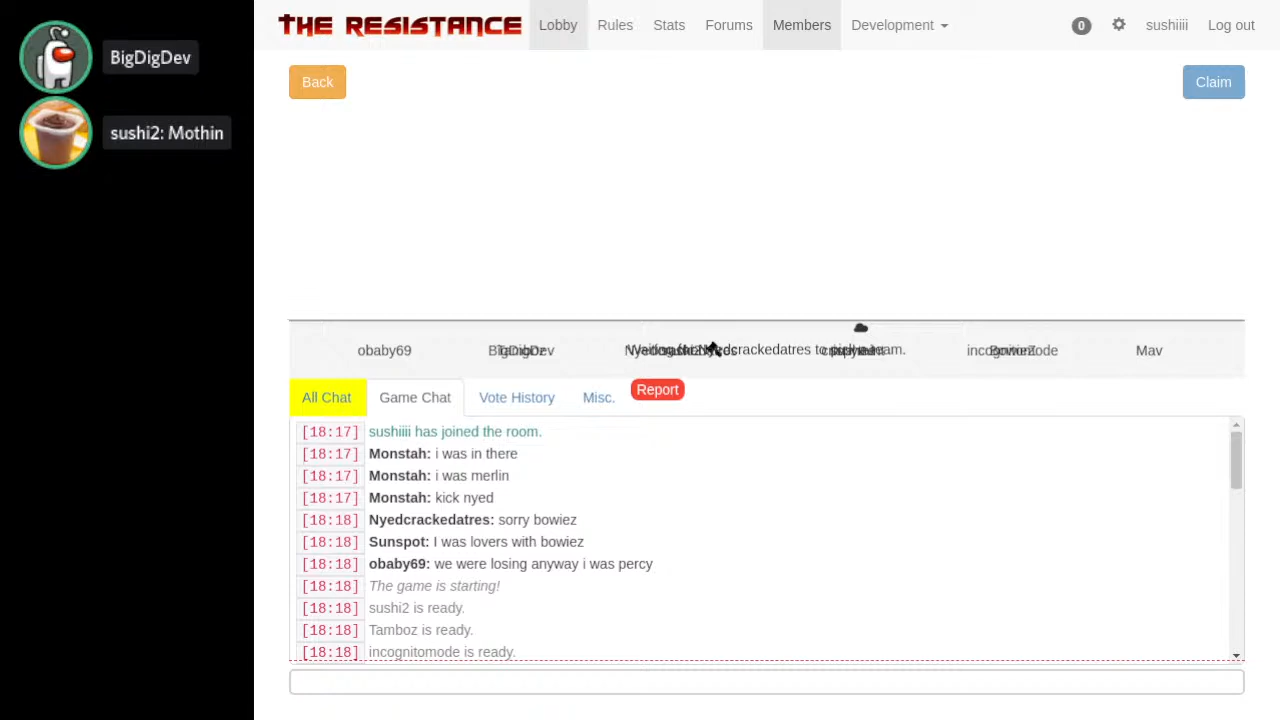 BigDigDev
sushi2: Mothin
THE RESISTANCE
Lobby
Rules
Stats
Forums
Members
Development
0
sushiiii
Log out
Back
Claim
obaby69
Mav
All Chat
Game Chat
Vote History
Misc.
Report
[18:17] sushiiii has joined the room.
[18:17] Monstah: i was in there
[18:17] Monstah: i was merlin
[18:17] Monstah: kick nyed
[18:18] Nyedcrackedatres: sorry bowiez
[18:18] Sunspot: I was lovers with bowiez
[18:18] obaby69: we were losing anyway i was percy
[18:18] The game is starting!
[18:18] sushi2 is ready.
[18:18] Tamboz is ready.
[18:18] incognitomode is ready.